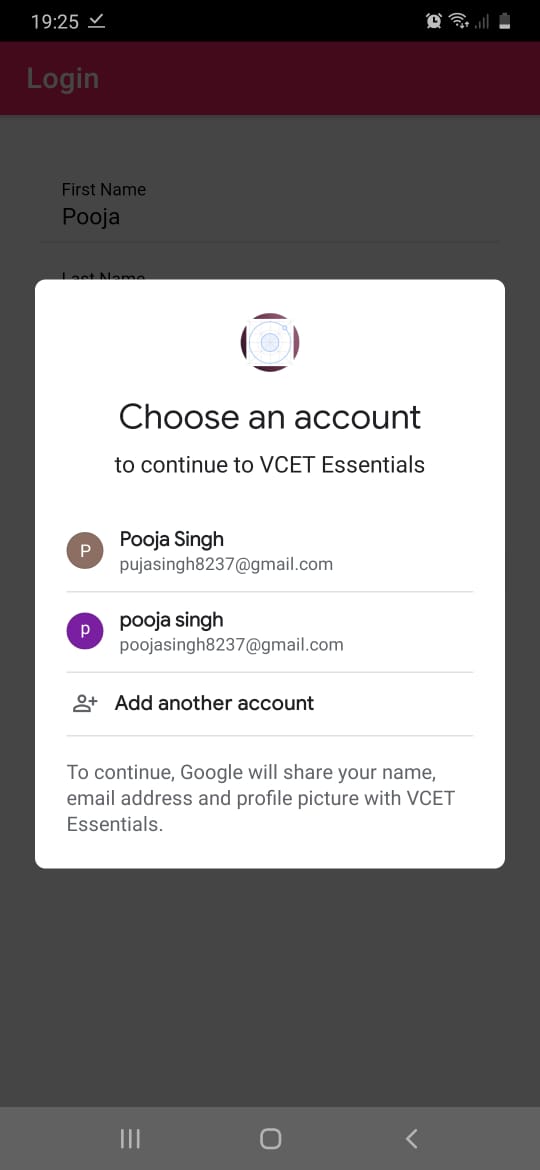 19:25
Login
First Name
Pooja
Last Name
Choose an account
to continue to VCET Essentials
P
Pooja Singh
pujasingh8237@gmail.com
p
pooja singh
poojasingh8237@gmail.com
Add another account
To continue, Google will share your name,
email address and profile picture with VCET
Essentials.